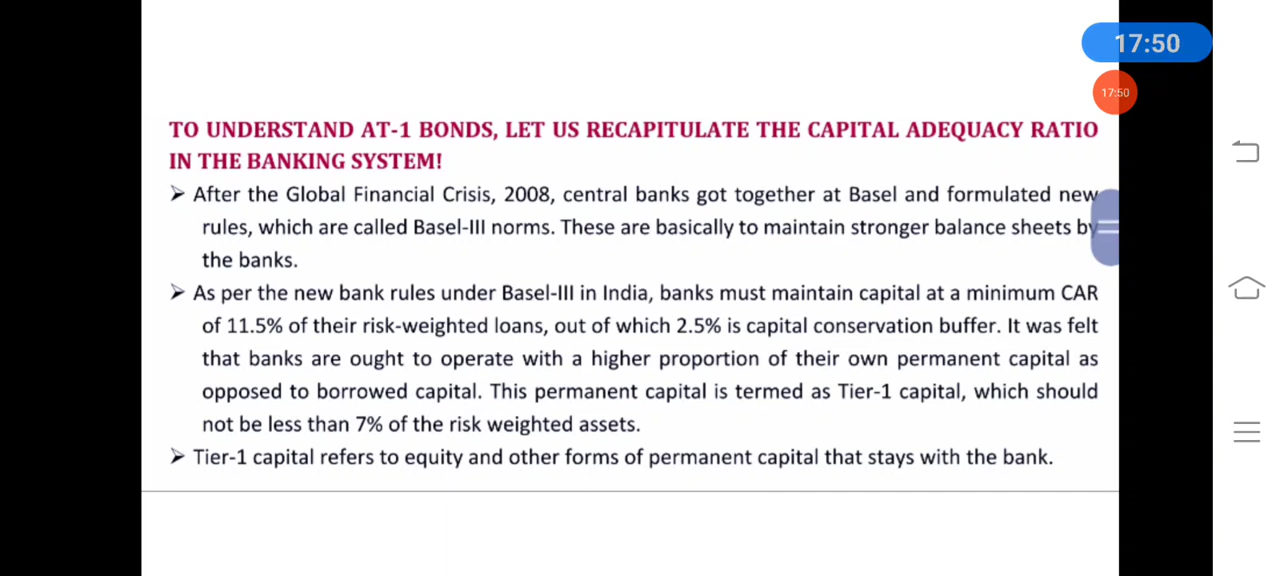 17:50
17:50
TO UNDERSTAND AT-1 BONDS, LET US RECAPITULATE THE CAPITAL ADEQUACY RATIO
IN THE BANKING SYSTEM!
➤ After the Global Financial Crisis, 2008, central banks got together at Basel and formulated new
rules, which are called Basel-III norms. These are basically to maintain stronger balance sheets by
the banks.
➤ As per the new bank rules under Basel-III in India, banks must maintain capital at a minimum CAR
of 11.5% of their risk-weighted loans, out of which 2.5% is capital conservation buffer. It was felt
that banks are ought to operate with a higher proportion of their own permanent capital as
opposed to borrowed capital. This permanent capital is termed as Tier-1 capital, which should
not be less than 7% of the risk weighted assets.
➤ Tier-1 capital refers to equity and other forms of permanent capital that stays with the bank.